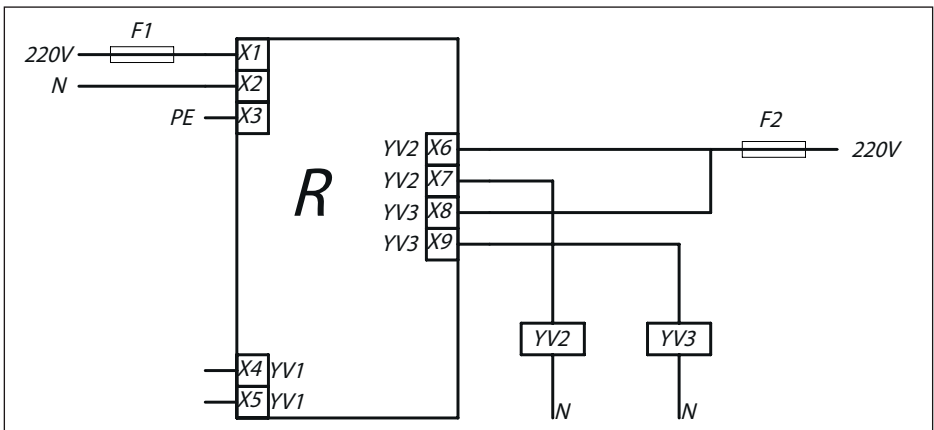 F1
220V
X1
N
X2
PE
X3
F2
YV2 X6
220V
YV2 X7
R
YV3 X8
YV3 X9
YV2
YV3
X4 YV1
X5 YV1
N
N